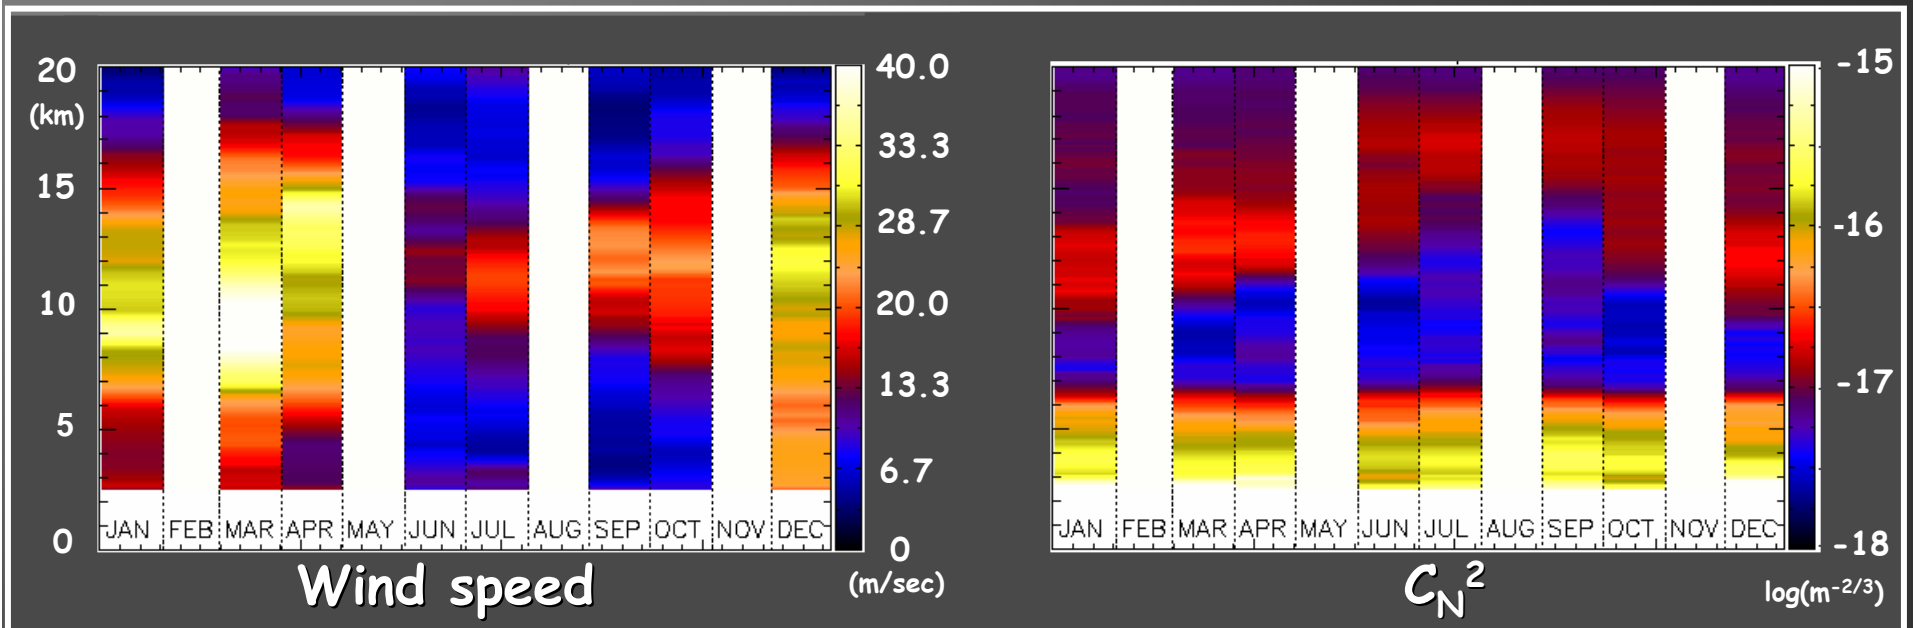 20
(km)
15
10
5
0
JAN FEB MAR APR MAY JUN JUL AUG SEP OCT NOV DEC
40.0
33.3
28.7
20.0
13.3
6.7
0
(m/sec)
Wind speed
JAN FEB MAR APR MAY JUN JUL AUG SEP OCT NOV DEC
-15
-16
-17
-18
log(m⁻²/³)
C_N²